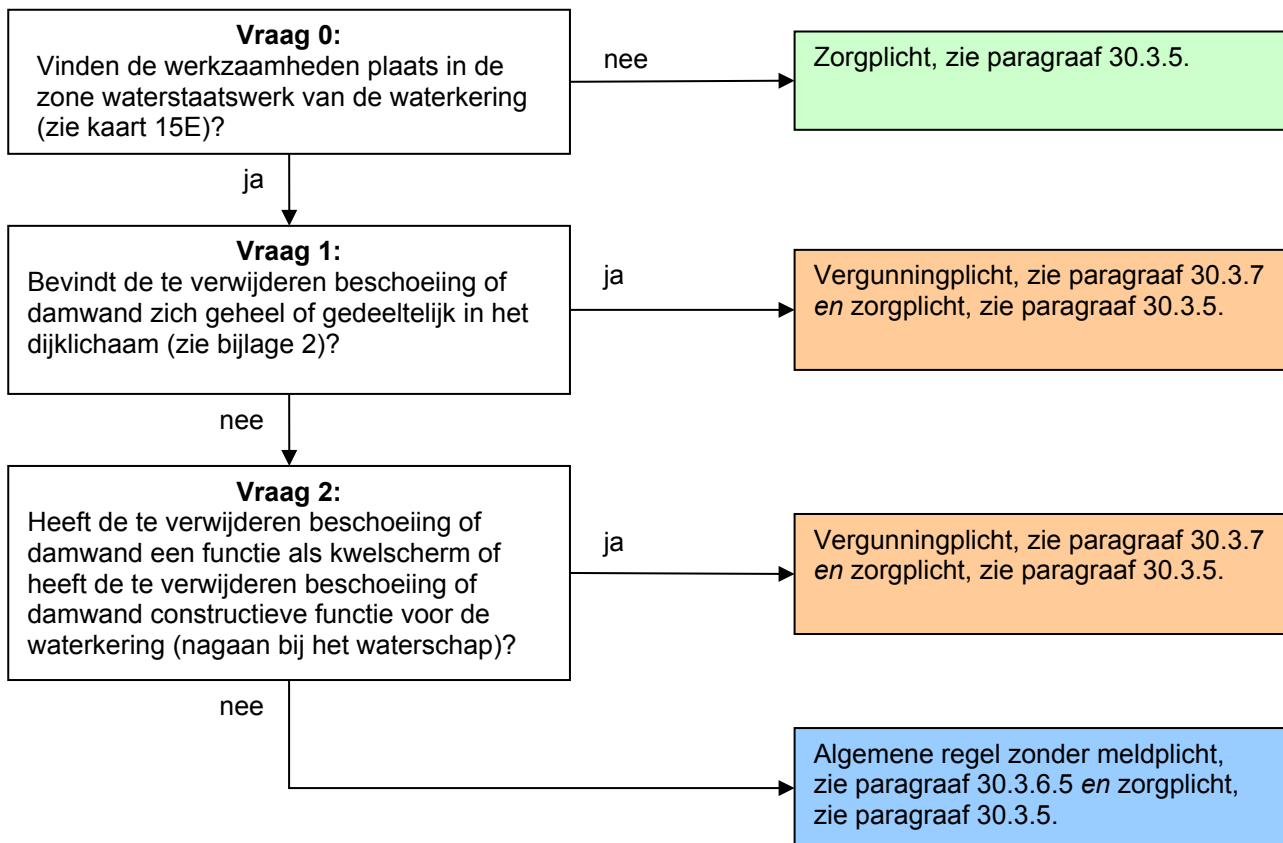 Vraag 0:
Vinden de werkzaamheden plaats in de
zone waterstaatswerk van de waterkering
(zie kaart 15E)?
nee
Zorgplicht, zie paragraaf 30.3.5.
ja
Vraag 1:
Bevindt de te verwijderen beschoeiing of
damwand zich geheel of gedeeltelijk in het
dijklichaam (zie bijlage 2)?
ja
Vergunningplicht, zie paragraaf 30.3.7
en zorgplicht, zie paragraaf 30.3.5.
nee
Vraag 2:
Heeft de te verwijderen beschoeiing of
damwand een functie als kwelscherm of
heeft de te verwijderen beschoeiing of
damwand constructieve functie voor de
waterkering (nagaan bij het waterschap)?
ja
Vergunningplicht, zie paragraaf 30.3.7
en zorgplicht, zie paragraaf 30.3.5.
nee
Algemene regel zonder meldplicht,
zie paragraaf 30.3.6.5 en zorgplicht,
zie paragraaf 30.3.5.